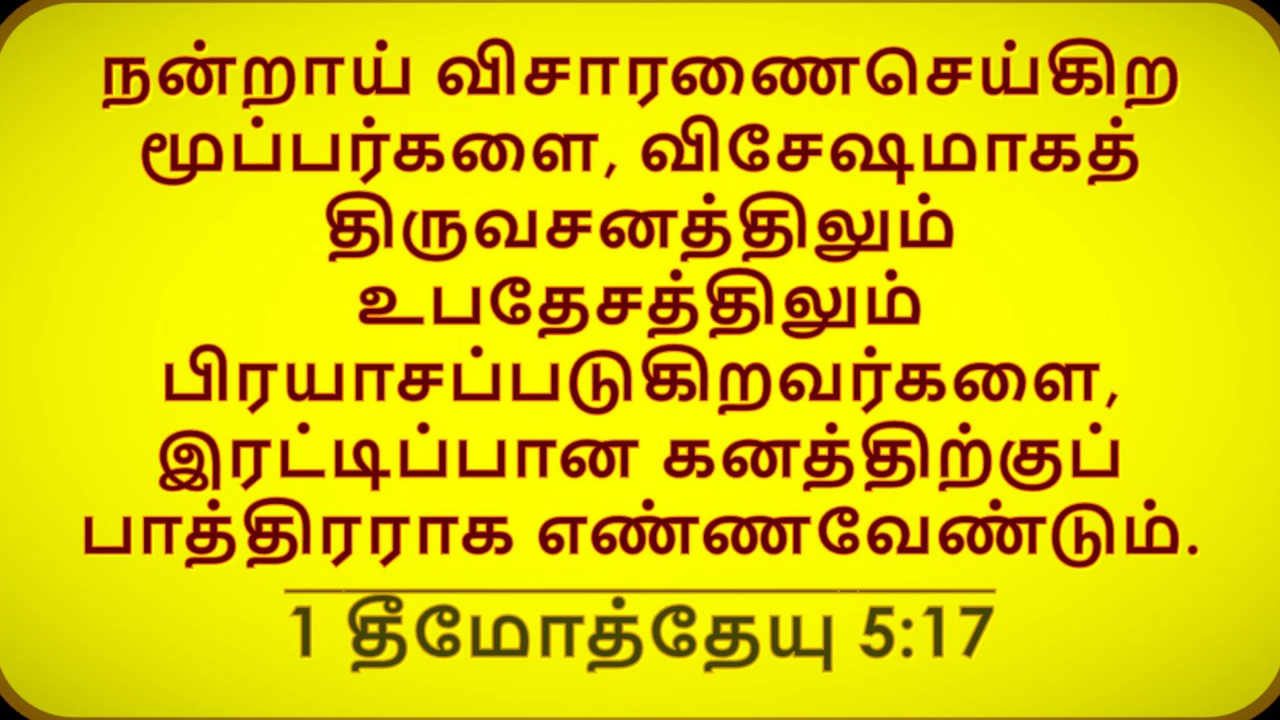 நன்றாய் விசாரணைசெய்கிற
மூப்பர்களை, விசேஷமாகத்
திருவசனத்திலும்
உபதேசத்திலும்
பிரயாசப்படுகிறவர்களை,
இரட்டிப்பான கனத்திற்குப்
பாத்திரராக எண்ணவேண்டும்.
1 தீமோத்தேயு 5:17